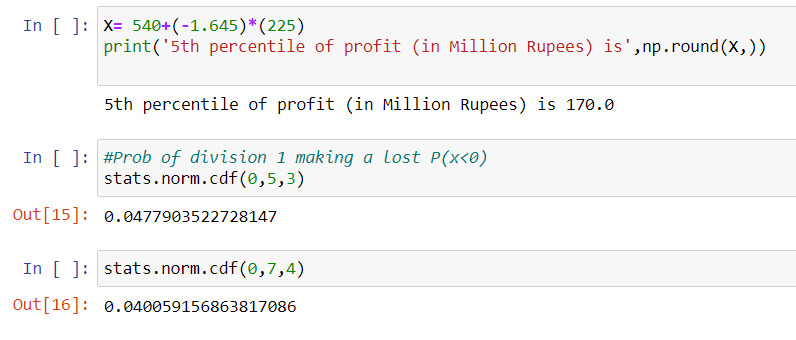 In [ ]: X= 540+(-1.645)*(225)
print('5th percentile of profit (in Million Rupees) is',np.round(X,))
5th percentile of profit (in Million Rupees) is 170.0
In [ ]: #Prob of division 1 making a lost P(x<0)
stats.norm.cdf(0,5,3)
Out[15]: 0.0477903522728147
In [ ]: stats.norm.cdf(0,7,4)
Out[16]: 0.040059156863817086